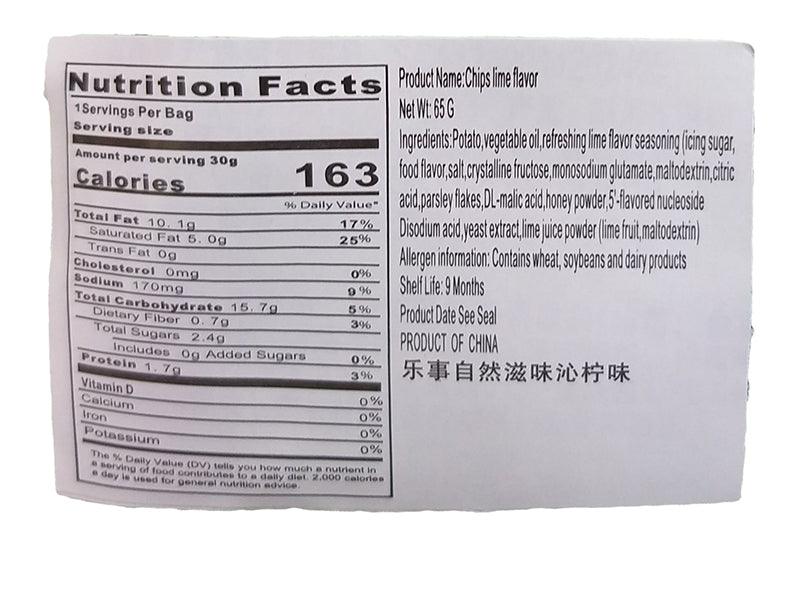 Nutrition Facts
1Servings Per Bag
Serving size
Amount per serving 30g
Calories 163
% Daily Value*
Total Fat 10. 1g 17%
Saturated Fat 5. 0g 25%
Trans Fat 0g
Cholesterol 0mg 0%
Sodium 170mg 9%
Total Carbohydrate 15. 7g 5%
Dietary Fiber 0. 7g 3%
Total Sugars 2.4g
Includes 0g Added Sugars 0%
Protein 1. 7g 3%
Vitamin D 0%
Calcium 0%
Iron 0%
Potassium 0%
The % Daily Value (DV) tells you how much a nutrient in
a serving of food contributes to a daily diet. 2,000 calories
a day is used for general nutrition advice.
Product Name:Chips lime flavor
Net Wt: 65 G
Ingredients:Potato,vegetable oil,refreshing lime flavor seasoning (icing sugar,
food flavor,salt,crystalline fructose,monosodium glutamate,maltodextrin,citric
acid,parsley flakes,DL-malic acid,honey powder,5'-flavored nucleoside
Disodium acid,yeast extract,lime juice powder (lime fruit,maltodextrin)
Allergen information: Contains wheat, soybeans and dairy products
Shelf Life: 9 Months
Product Date See Seal
PRODUCT OF CHINA
乐事自然滋味沁柠味